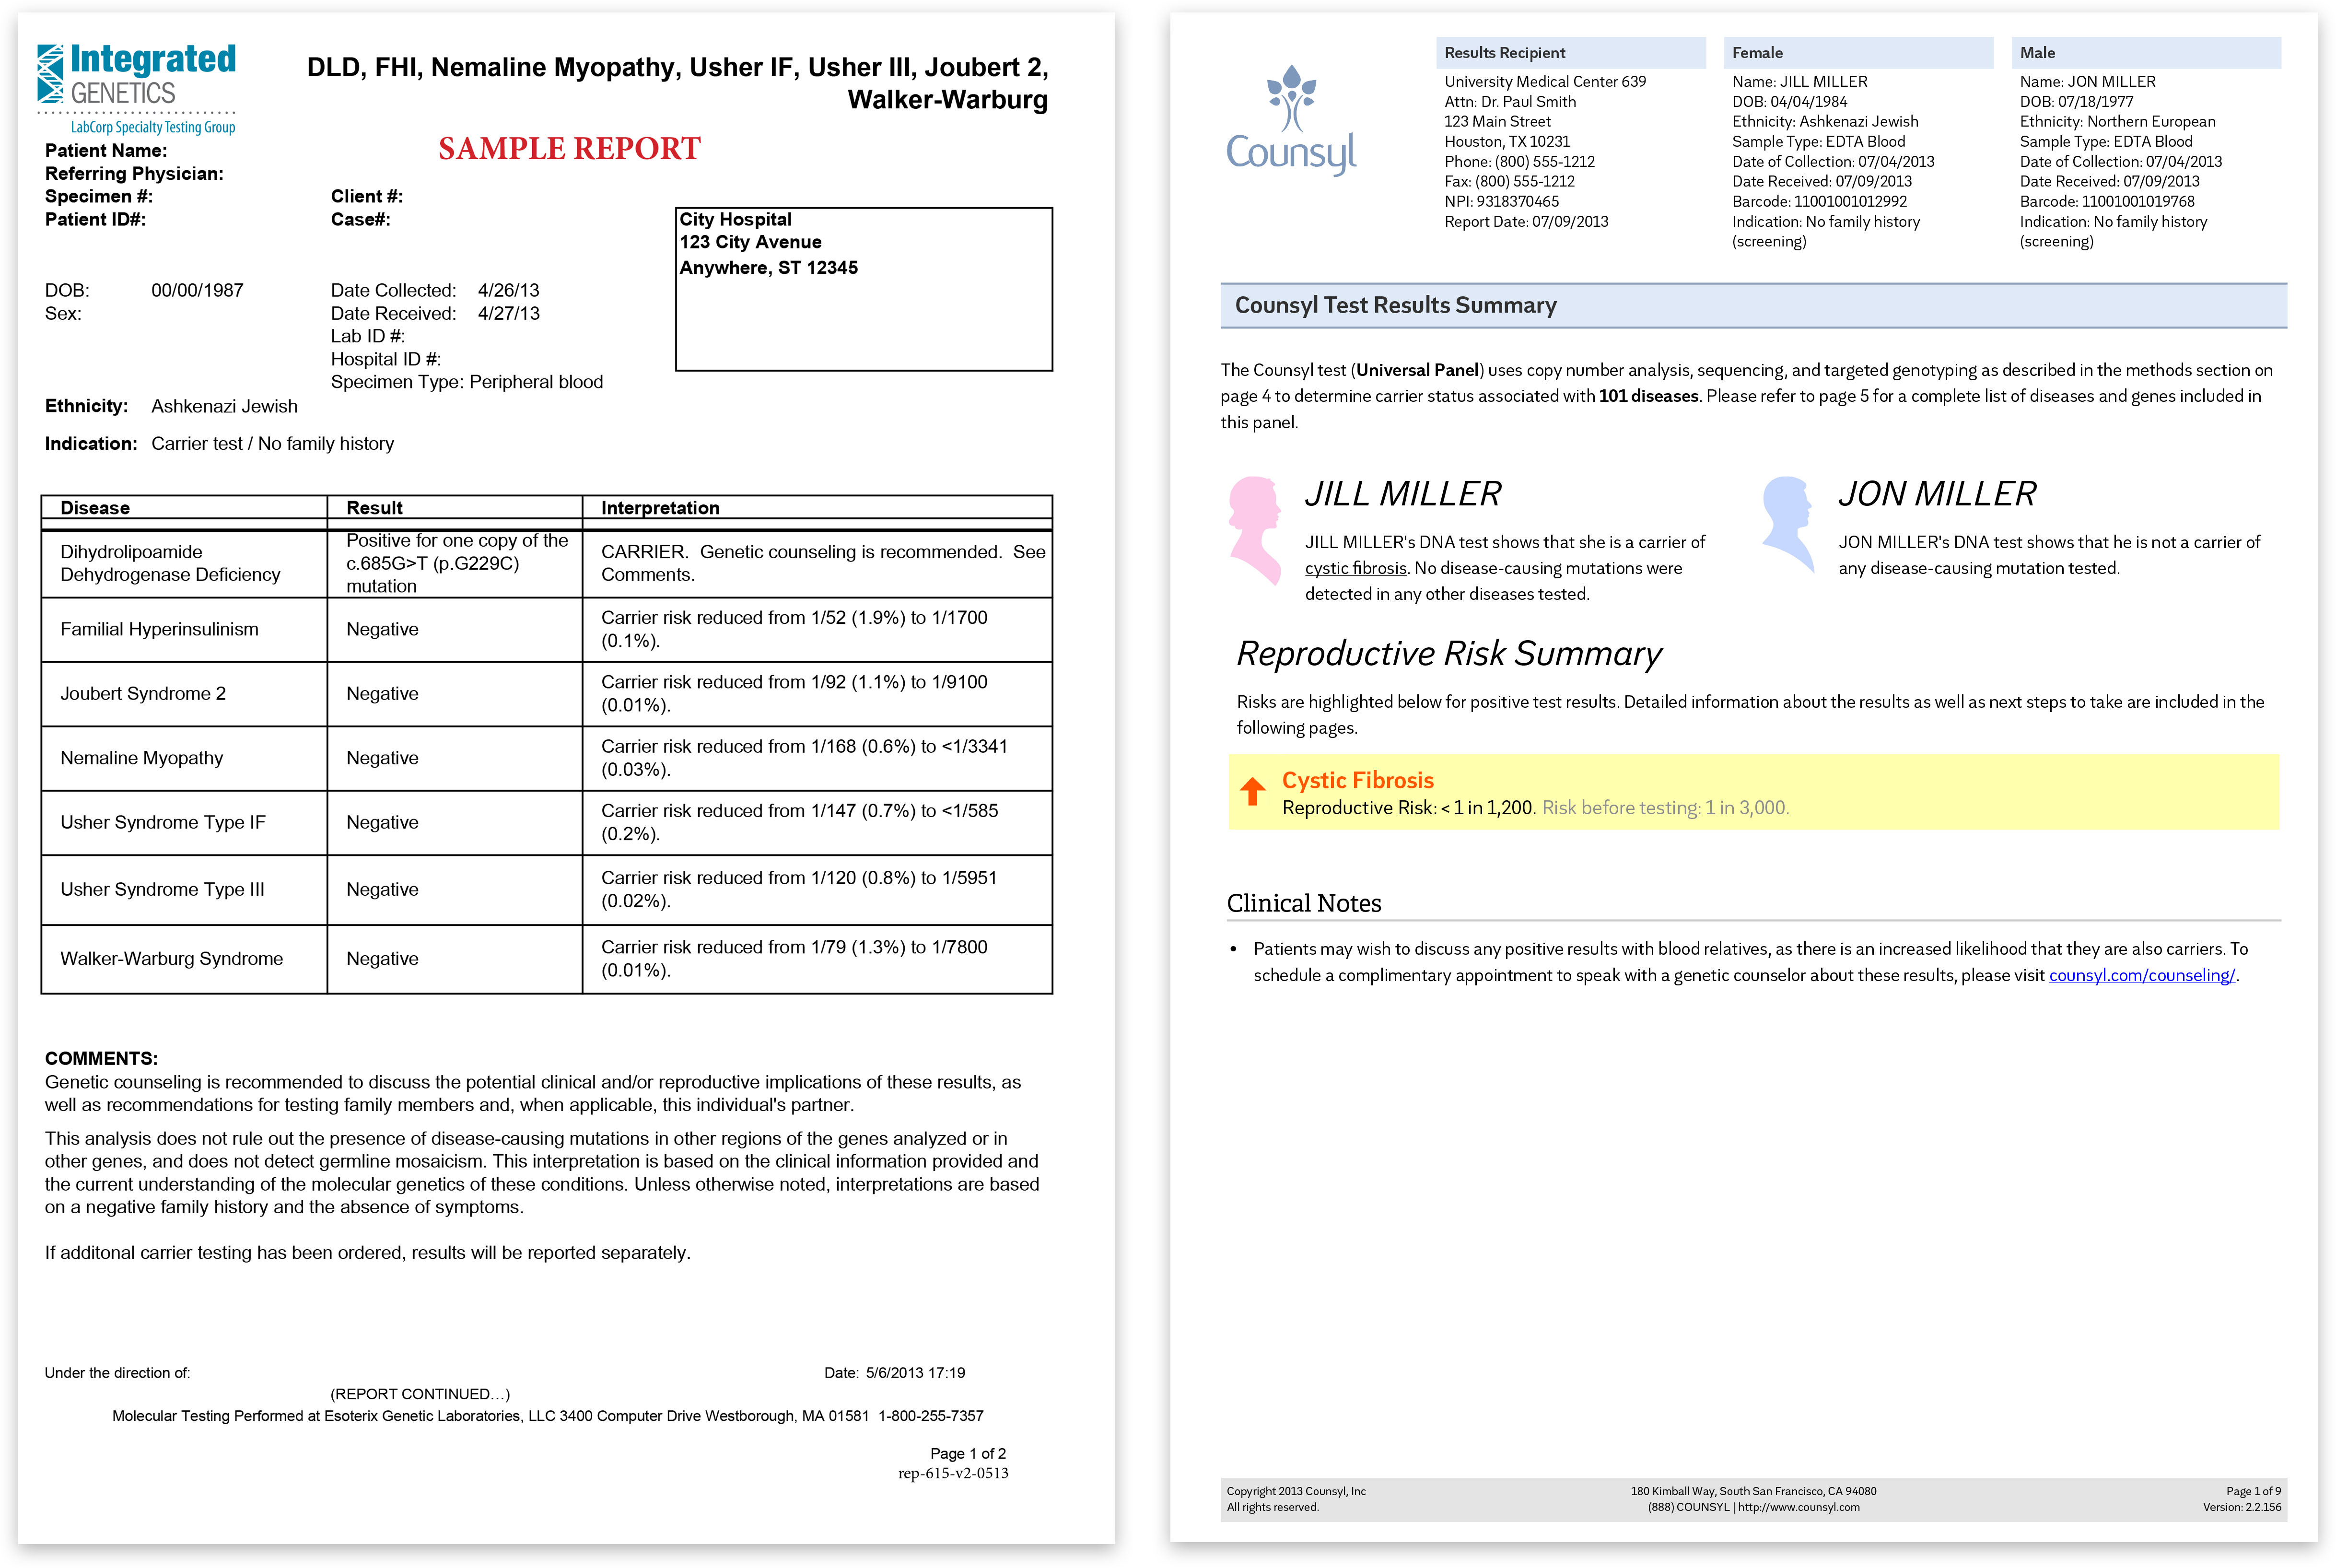 Integrated
GENETICS
LabCorp Specialty Testing Group
DLD, FHI, Nemaline Myopathy, Usher IF, Usher III, Joubert 2,
Walker-Warburg
SAMPLE REPORT
Patient Name:
Referring Physician:
Specimen #:
Client #:
Patient ID#:
Case#:
City Hospital
123 City Avenue
Anywhere, ST 12345
DOB: 00/00/1987
Date Collected: 4/26/13
Sex:
Date Received: 4/27/13
Lab ID #:
Hospital ID #:
Specimen Type: Peripheral blood
Ethnicity: Ashkenazi Jewish
Indication: Carrier test / No family history
Disease Result Interpretation
Dihydrolipoamide
Dehydrogenase Deficiency
Positive for one copy of the
c.685G>T (p.G229C)
mutation
CARRIER. Genetic counseling is recommended. See
Comments.
Familial Hyperinsulinism
Negative
Carrier risk reduced from 1/52 (1.9%) to 1/1700
(0.1%).
Joubert Syndrome 2
Negative
Carrier risk reduced from 1/92 (1.1%) to 1/9100
(0.01%).
Nemaline Myopathy
Negative
Carrier risk reduced from 1/168 (0.6%) to <1/3341
(0.03%).
Usher Syndrome Type IF
Negative
Carrier risk reduced from 1/147 (0.7%) to <1/585
(0.2%).
Usher Syndrome Type III
Negative
Carrier risk reduced from 1/120 (0.8%) to 1/5951
(0.02%).
Walker-Warburg Syndrome
Negative
Carrier risk reduced from 1/79 (1.3%) to 1/7800
(0.01%).
COMMENTS:
Genetic counseling is recommended to discuss the potential clinical and/or reproductive implications of these results, as
well as recommendations for testing family members and, when applicable, this individual's partner.
This analysis does not rule out the presence of disease-causing mutations in other regions of the genes analyzed or in
other genes, and does not detect germline mosaicism. This interpretation is based on the clinical information provided and
the current understanding of the molecular genetics of these conditions. Unless otherwise noted, interpretations are based
on a negative family history and the absence of symptoms.
If additonal carrier testing has been ordered, results will be reported separately.
Under the direction of:
Date: 5/6/2013 17:19
(REPORT CONTINUED…)
Molecular Testing Performed at Esoterix Genetic Laboratories, LLC 3400 Computer Drive Westborough, MA 01581 1-800-255-7357
Page 1 of 2
rep-615-v2-0513
Counsyl
Results Recipient
University Medical Center 639
Attn: Dr. Paul Smith
123 Main Street
Houston, TX 10231
Phone: (800) 555-1212
Fax: (800) 555-1212
NPI: 9318370465
Report Date: 07/09/2013
Female
Name: JILL MILLER
DOB: 04/04/1984
Ethnicity: Ashkenazi Jewish
Sample Type: EDTA Blood
Date of Collection: 07/04/2013
Date Received: 07/09/2013
Barcode: 11001001012992
Indication: No family history
(screening)
Male
Name: JON MILLER
DOB: 07/18/1977
Ethnicity: Northern European
Sample Type: EDTA Blood
Date of Collection: 07/04/2013
Date Received: 07/09/2013
Barcode: 11001001019768
Indication: No family history
(screening)
Counsyl Test Results Summary
The Counsyl test (Universal Panel) uses copy number analysis, sequencing, and targeted genotyping as described in the methods section on
page 4 to determine carrier status associated with 101 diseases. Please refer to page 5 for a complete list of diseases and genes included in
this panel.
JILL MILLER
JILL MILLER's DNA test shows that she is a carrier of
cystic fibrosis. No disease-causing mutations were
detected in any other diseases tested.
JON MILLER
JON MILLER's DNA test shows that he is not a carrier of
any disease-causing mutation tested.
Reproductive Risk Summary
Risks are highlighted below for positive test results. Detailed information about the results as well as next steps to take are included in the
following pages.
Cystic Fibrosis
Reproductive Risk: < 1 in 1,200. Risk before testing: 1 in 3,000.
Clinical Notes
• Patients may wish to discuss any positive results with blood relatives, as there is an increased likelihood that they are also carriers. To
schedule a complimentary appointment to speak with a genetic counselor about these results, please visit counsyl.com/counseling/.
Copyright 2013 Counsyl, Inc
All rights reserved.
180 Kimball Way, South San Francisco, CA 94080
(888) COUNSYL | http://www.counsyl.com
Page 1 of 9
Version: 2.2.156